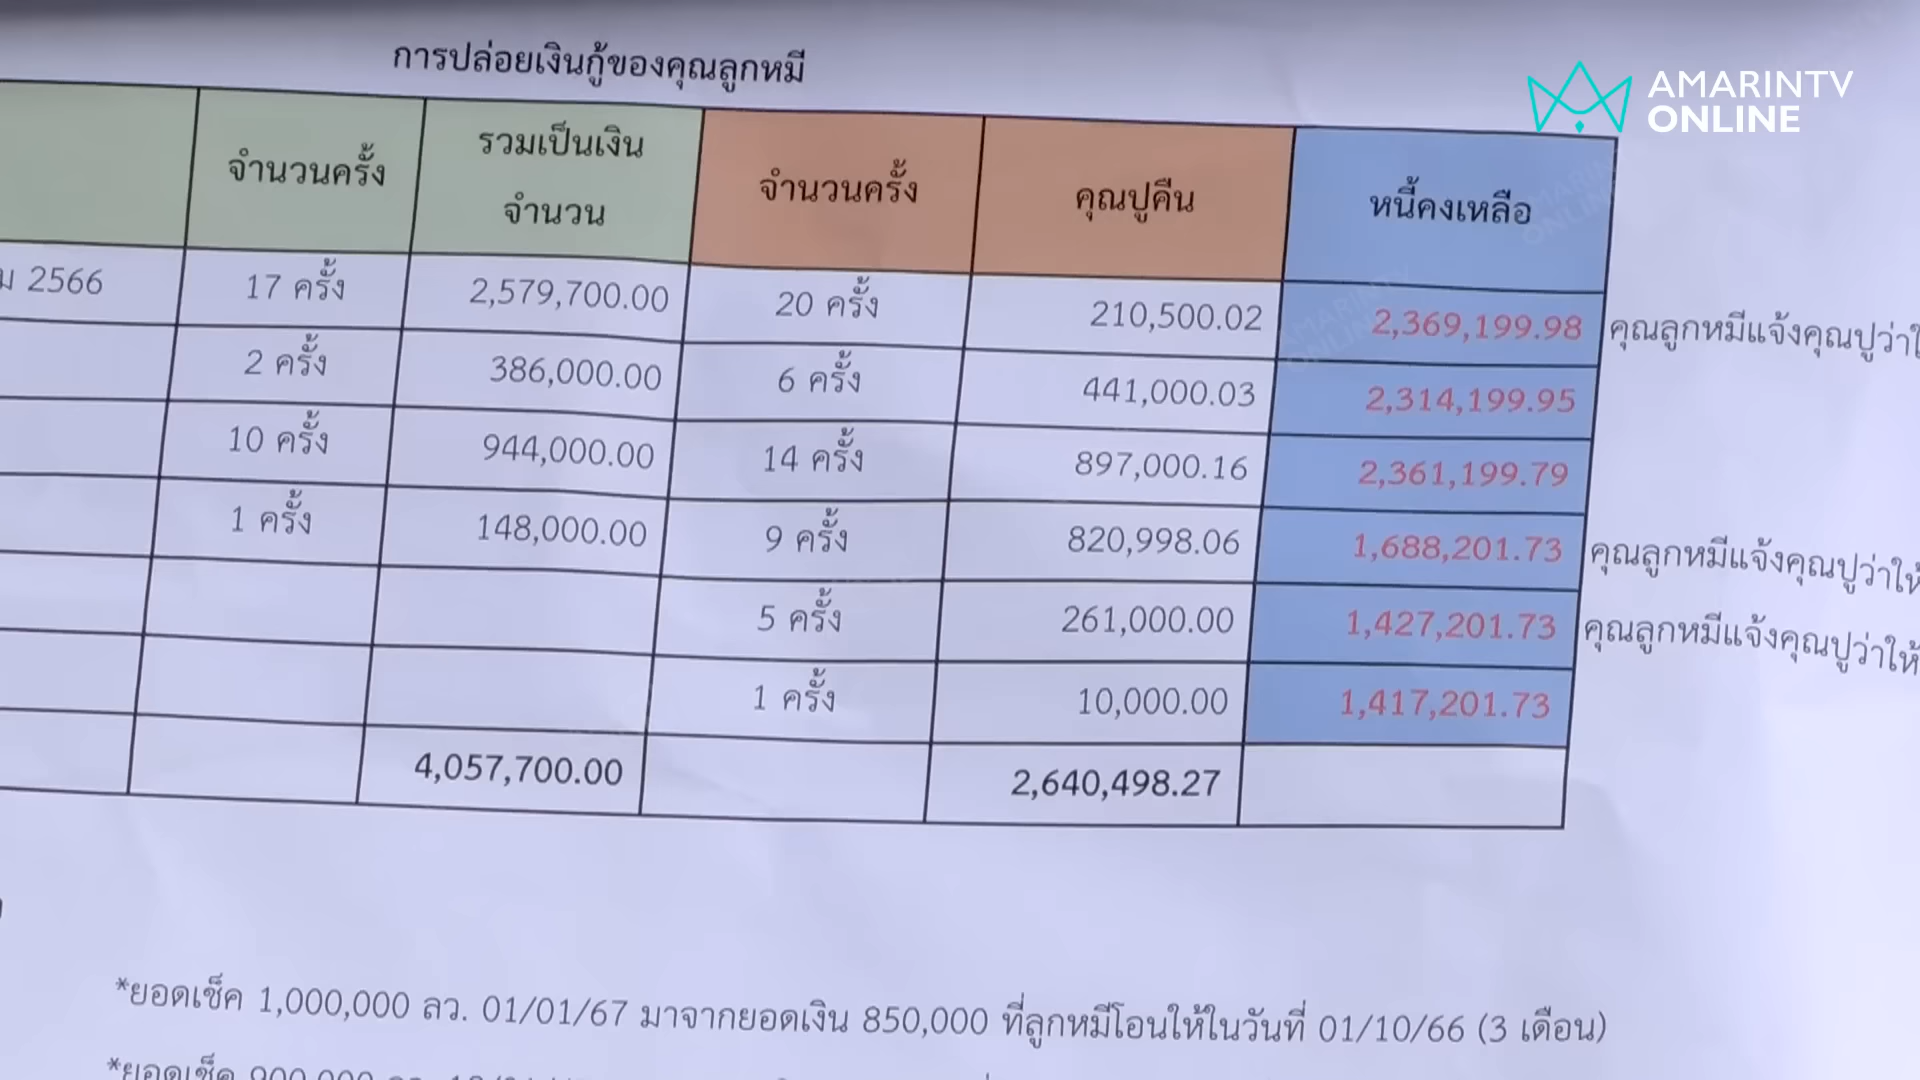 การปล่อยเงินกู้ของคุณลูกหมี
AMARINTV
ONLINE
จำนวนครั้ง รวมเป็นเงิน จำนวน จำนวนครั้ง คุณปูคืน หนี้คงเหลือ
ม 2566 17 ครั้ง 2,579,700.00 20 ครั้ง 210,500.02 2,369,199.98 คุณลูกหมีแจ้งคุณปูว่าใ
2 ครั้ง 386,000.00 6 ครั้ง 441,000.03 2,314,199.95
10 ครั้ง 944,000.00 14 ครั้ง 897,000.16 2,361,199.79
1 ครั้ง 148,000.00 9 ครั้ง 820,998.06 1,688,201.73 คุณลูกหมีแจ้งคุณปูว่าให้
5 ครั้ง 261,000.00 1,427,201.73 คุณลูกหมีแจ้งคุณปูว่าให้
1 ครั้ง 10,000.00 1,417,201.73
4,057,700.00 2,640,498.27
*ยอดเช็ค 1,000,000 ลว. 01/01/67 มาจากยอดเงิน 850,000 ที่ลูกหมีโอนให้ในวันที่ 01/10/66 (3 เดือน)
*ยอดเช็ค